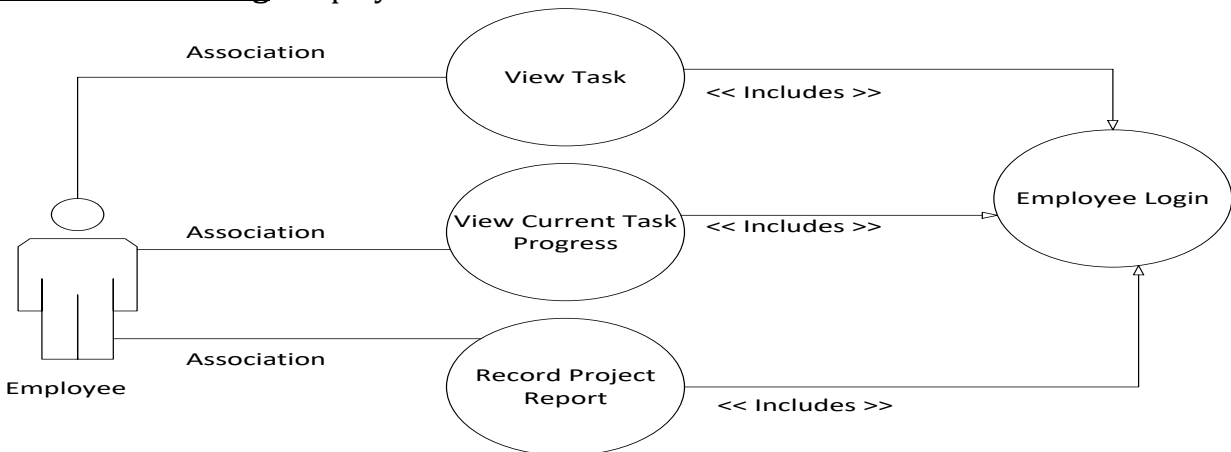 Association
View Task
<< Includes >>
Employee Login
Association
View Current Task
Progress
<< Includes >>
Association
Employee
Record Project
Report
<< Includes >>